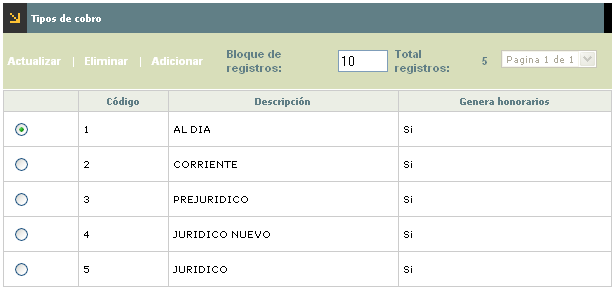 Tipos de cobro
Actualizar | Eliminar | Adicionar Bloque de registros: 10 Total registros: 5 Pagina 1 de 1
Código Descripción Genera honorarios
1 AL DIA Si
2 CORRIENTE Si
3 PREJURIDICO Si
4 JURIDICO NUEVO Si
5 JURIDICO Si